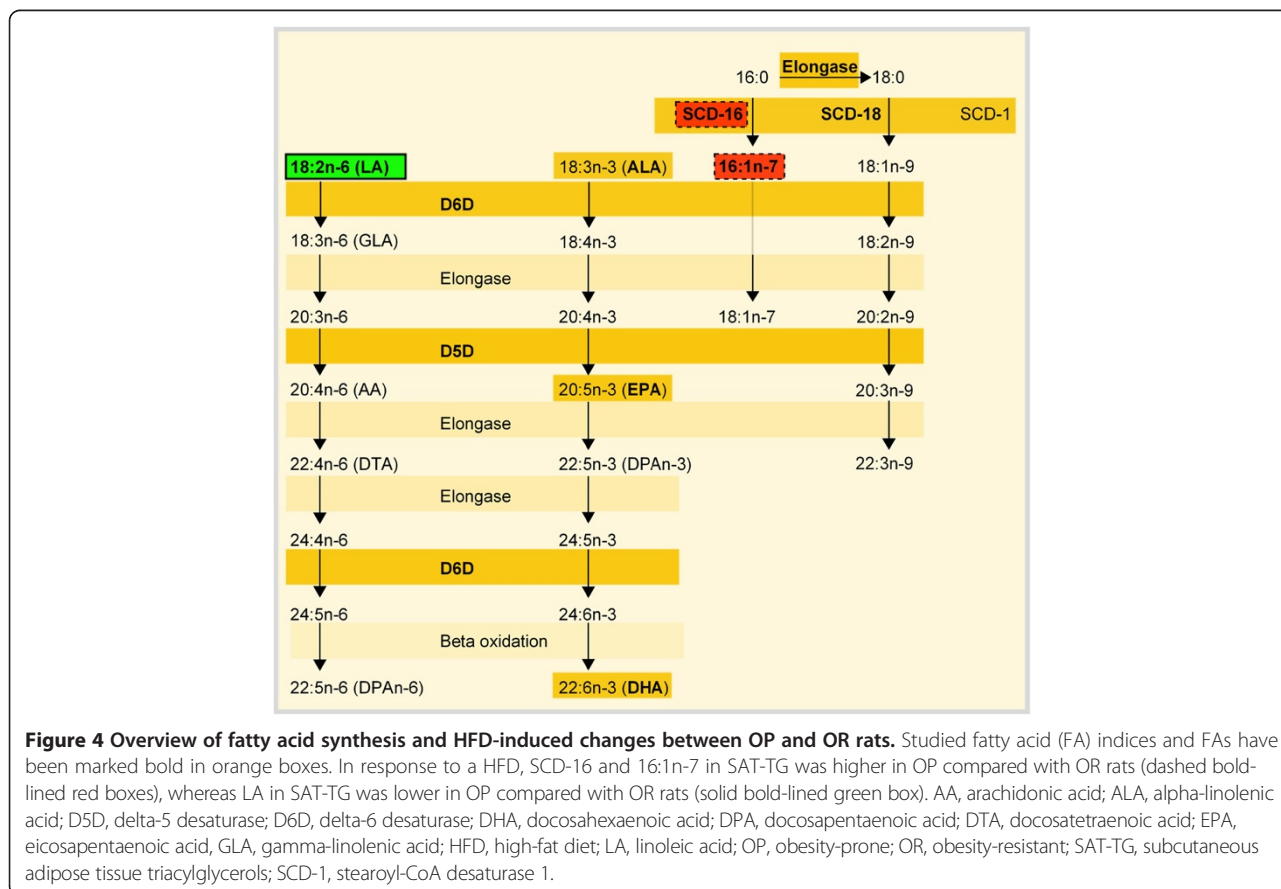 Elongase
16:0 18:0
SCD-16 SCD-18 SCD-1
18:2n-6 (LA) 18:3n-3 (ALA) 16:1n-7 18:1n-9
D6D
18:3n-6 (GLA) 18:4n-3 18:2n-9
Elongase
20:3n-6 20:4n-3 18:1n-7 20:2n-9
D5D
20:4n-6 (AA) 20:5n-3 (EPA) 20:3n-9
Elongase
22:4n-6 (DTA) 22:5n-3 (DPAn-3) 22:3n-9
Elongase
24:4n-6 24:5n-3
D6D
24:5n-6 24:6n-3
Beta oxidation
22:5n-6 (DPAn-6) 22:6n-3 (DHA)
Figure 4 Overview of fatty acid synthesis and HFD-induced changes between OP and OR rats. Studied fatty acid (FA) indices and FAs have
been marked bold in orange boxes. In response to a HFD, SCD-16 and 16:1n-7 in SAT-TG was higher in OP compared with OR rats (dashed bold-
lined red boxes), whereas LA in SAT-TG was lower in OP compared with OR rats (solid bold-lined green box). AA, arachidonic acid; ALA, alpha-linolenic
acid; D5D, delta-5 desaturase; D6D, delta-6 desaturase; DHA, docosahexaenoic acid; DPA, docosapentaenoic acid; DTA, docosatetraenoic acid; EPA,
eicosapentaenoic acid, GLA, gamma-linolenic acid; HFD, high-fat diet; LA, linoleic acid; OP, obesity-prone; OR, obesity-resistant; SAT-TG, subcutaneous
adipose tissue triacylglycerols; SCD-1, stearoyl-CoA desaturase 1.